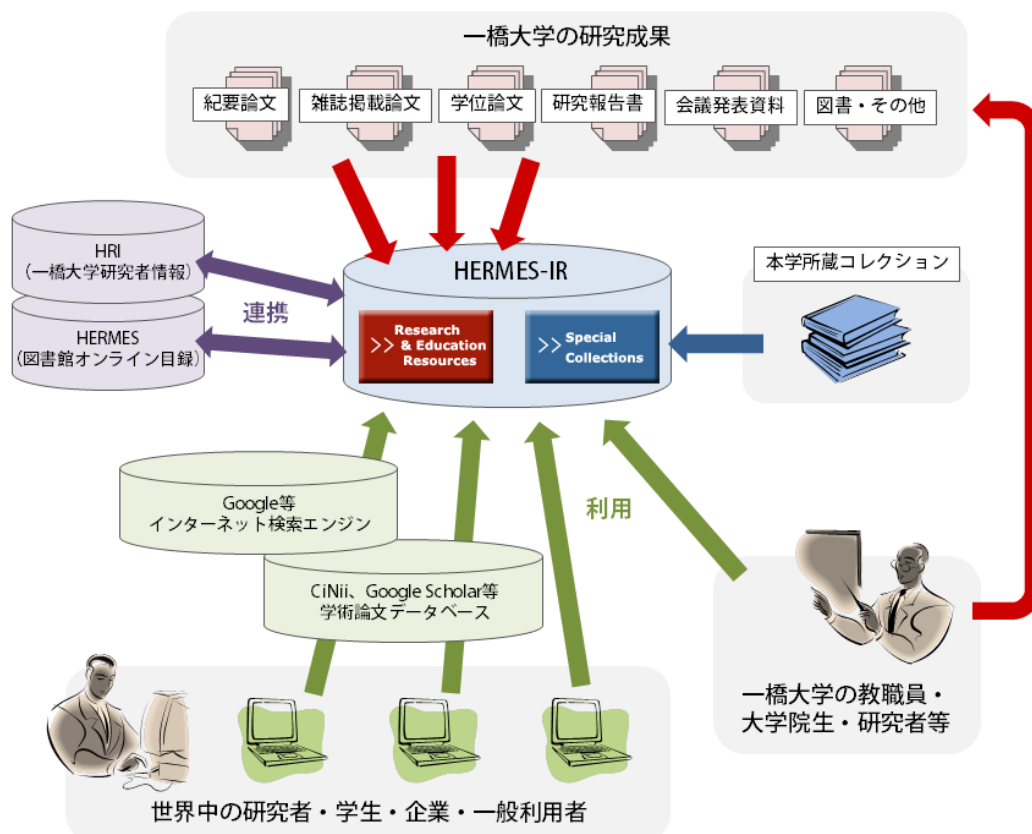 一橋大学の研究成果
紀要論文
雑誌掲載論文
学位論文
研究報告書
会議発表資料
図書・その他
HRI
（一橋大学研究者情報）
連携
HERMES
（図書館オンライン目録）
HERMES-IR
>> Research
& Education
Resources
>> Special
Collections
本学所蔵コレクション
Google等
インターネット検索エンジン
利用
CiNii、Google Scholar等
学術論文データベース
一橋大学の教職員・
大学院生・研究者等
世界中の研究者・学生・企業・一般利用者